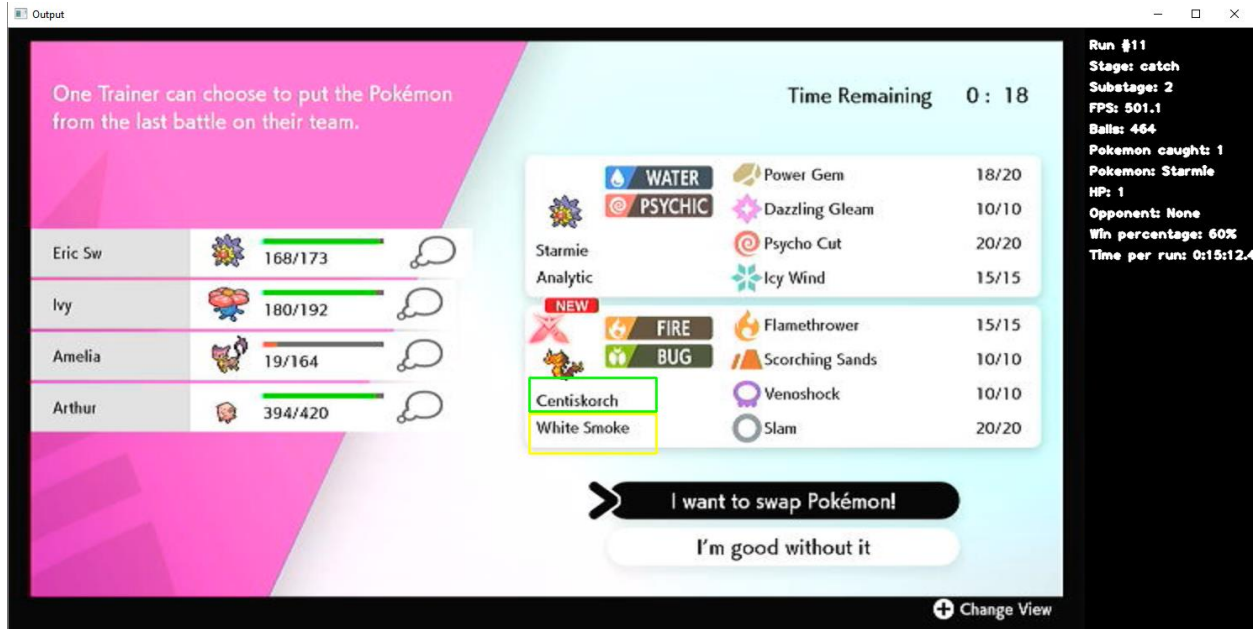 Output
One Trainer can choose to put the Pokémon
from the last battle on their team.
Time Remaining 0 : 18
Eric Sw 168/173
Ivy 180/192
Amelia 19/164
Arthur 394/420
WATER
PSYCHIC
Starmie
Analytic
Power Gem 18/20
Dazzling Gleam 10/10
Psycho Cut 20/20
Icy Wind 15/15
NEW
FIRE
BUG
Centiskorch
White Smoke
Flamethrower 15/15
Scorching Sands 10/10
Venoshock 10/10
Slam 20/20
I want to swap Pokémon!
I'm good without it
Change View
Run #11
Stage: catch
Substage: 2
FPS: 501.1
Balls: 464
Pokemon caught: 1
Pokemon: Starmie
HP: 1
Opponent: None
Win percentage: 60%
Time per run: 0:15:12.4